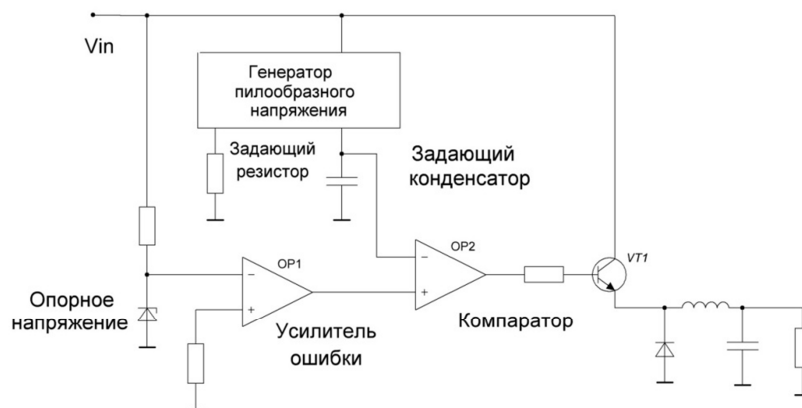 Vin
Генератор
пилообразного
напряжения
Задающий
резистор
Задающий
конденсатор
OP1
OP2
VT1
−
+
−
+
Опорное
напряжение
Усилитель
ошибки
Компаратор